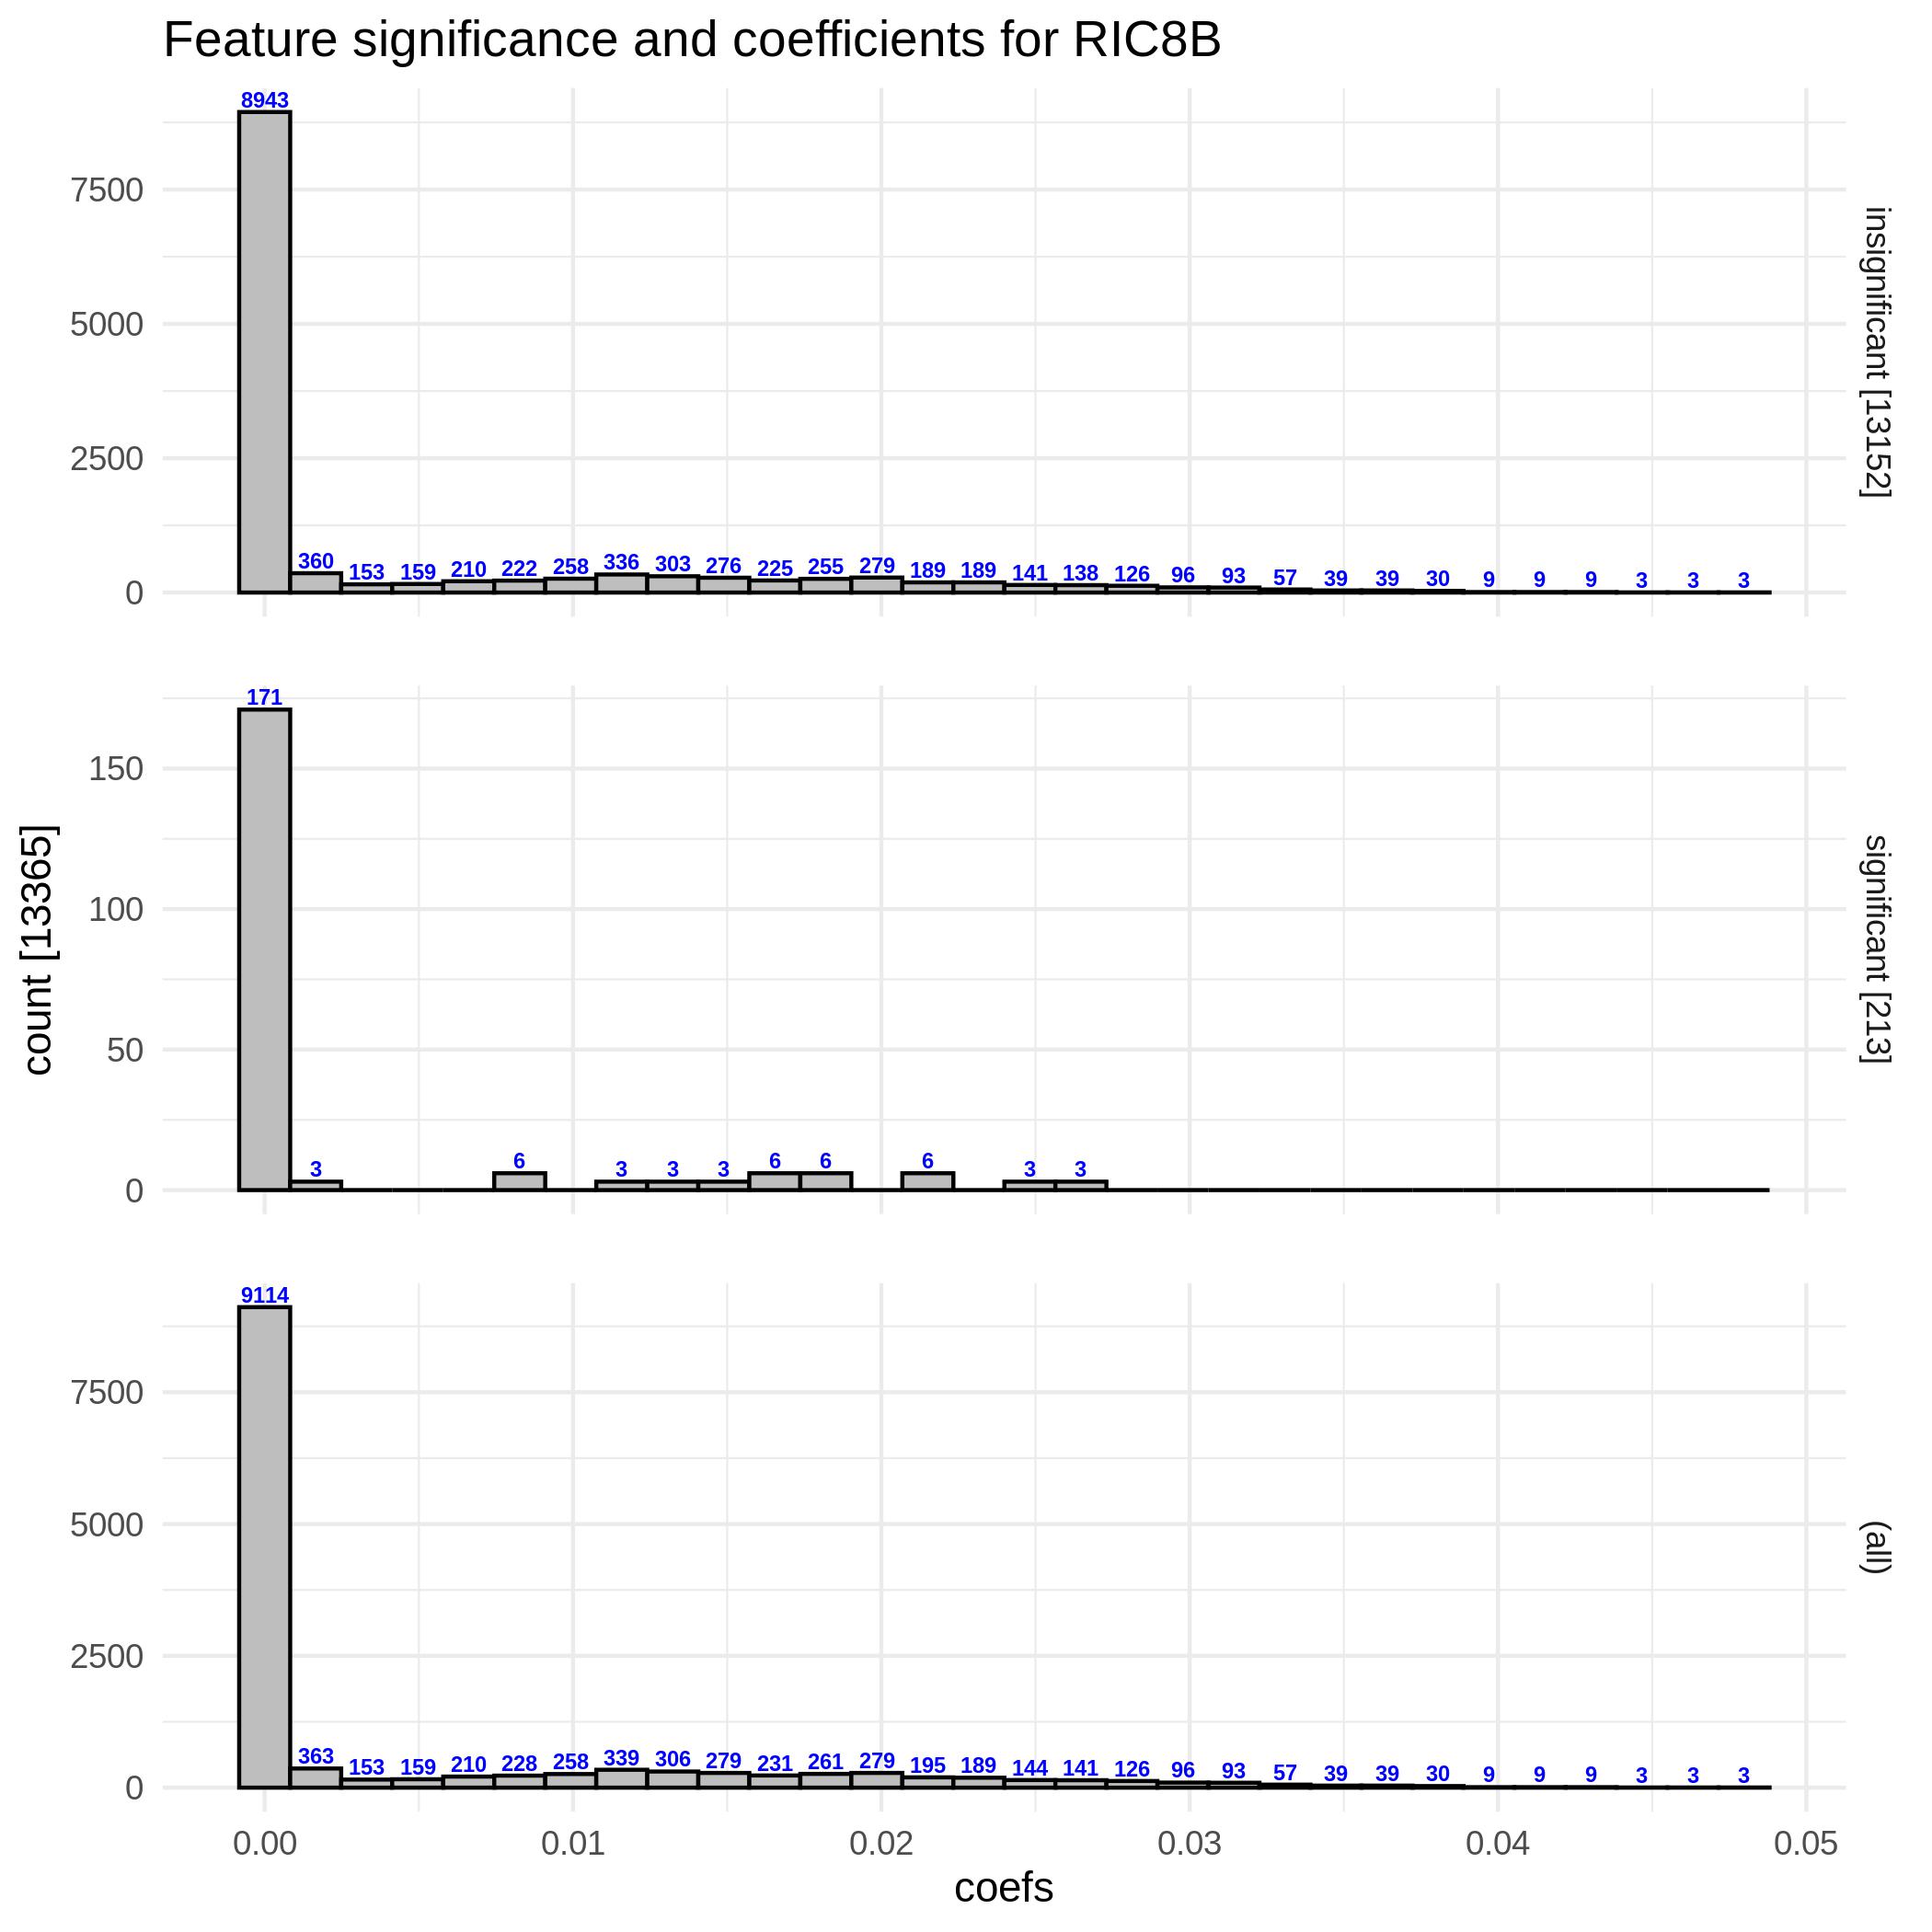 Feature significance and coefficients for RIC8B
8943
7500
5000
2500
0
360 153 159 210 222 258 336 303 276 225 255 279 189 189 141 138 126 96 93 57 39 39 30 9 9 9 3 3 3
insignificant [13152]
171
150
100
50
0
3 6 3 3 3 6 6 6 3 3
significant [213]
count [13365]
9114
7500
5000
2500
0
363 153 159 210 228 258 339 306 279 231 261 279 195 189 144 141 126 96 93 57 39 39 30 9 9 9 3 3 3
(all)
0.00 0.01 0.02 0.03 0.04 0.05
coefs